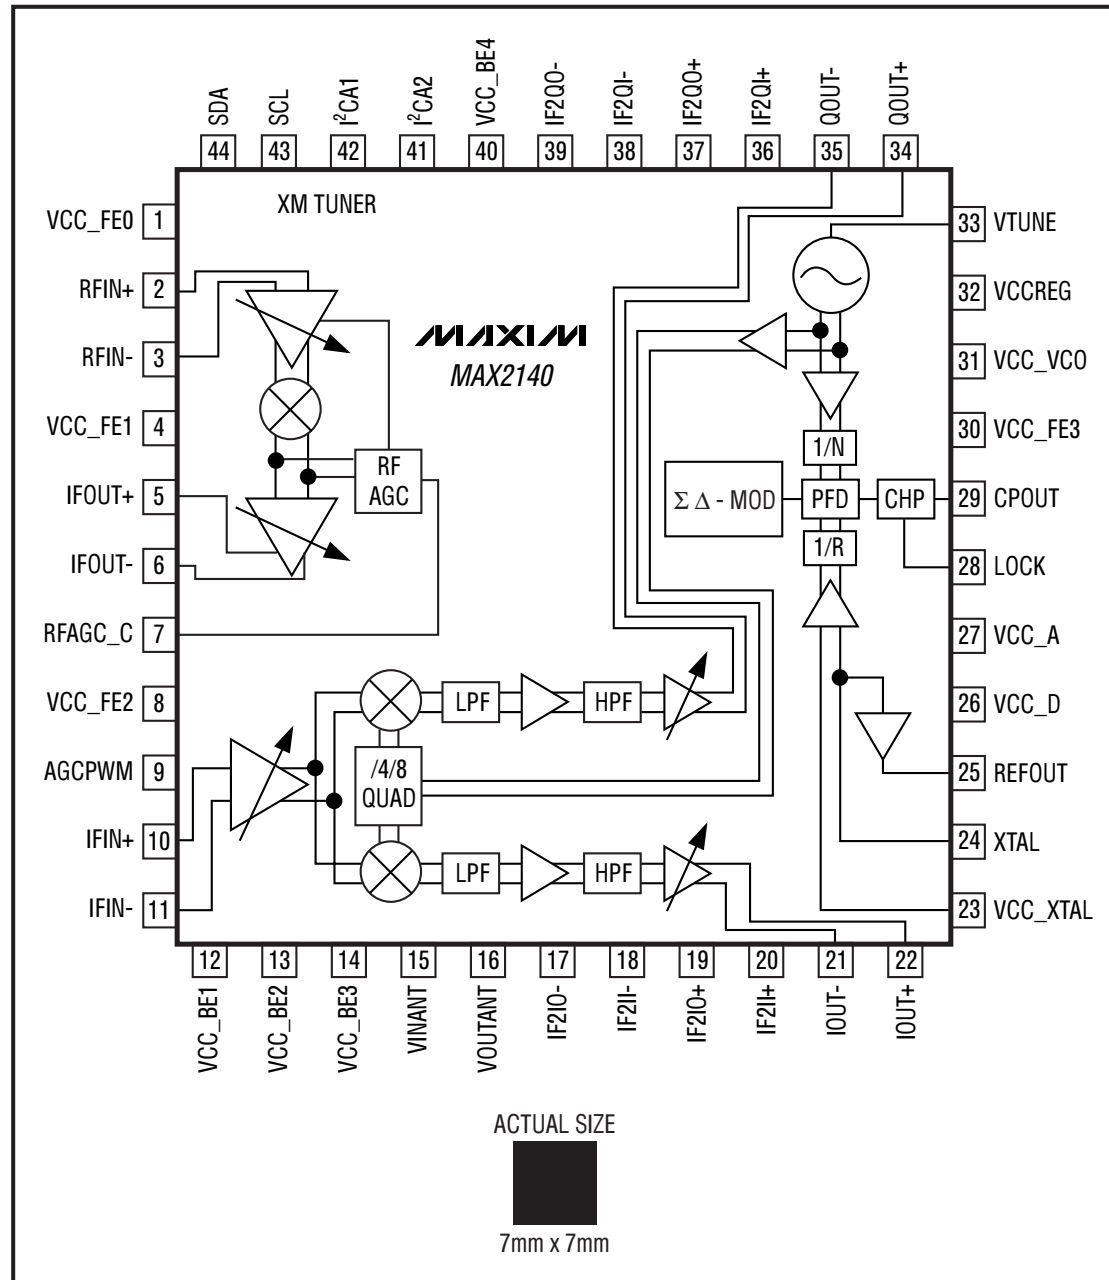 SDA
SCL
I²CA1
I²CA2
VCC_BE4
IF2QO-
IF2QI-
IF2QO+
IF2QI+
QOUT-
QOUT+
44
43
42
41
40
39
38
37
36
35
34
XM TUNER
VCC_FE0 1
RFIN+ 2
RFIN- 3
VCC_FE1 4
IFOUT+ 5
IFOUT- 6
RFAGC_C 7
VCC_FE2 8
AGCPWM 9
IFIN+ 10
IFIN- 11
MAXIM
MAX2140
RF
AGC
1/N
Σ Δ - MOD
PFD
CHP
1/R
LPF
HPF
/4/8
QUAD
LPF
HPF
33 VTUNE
32 VCCREG
31 VCC_VCO
30 VCC_FE3
29 CPOUT
28 LOCK
27 VCC_A
26 VCC_D
25 REFOUT
24 XTAL
23 VCC_XTAL
12
13
14
15
16
17
18
19
20
21
22
VCC_BE1
VCC_BE2
VCC_BE3
VINANT
VOUTANT
IF2IO-
IF2II-
IF2IO+
IF2II+
IOUT-
IOUT+
ACTUAL SIZE
7mm x 7mm